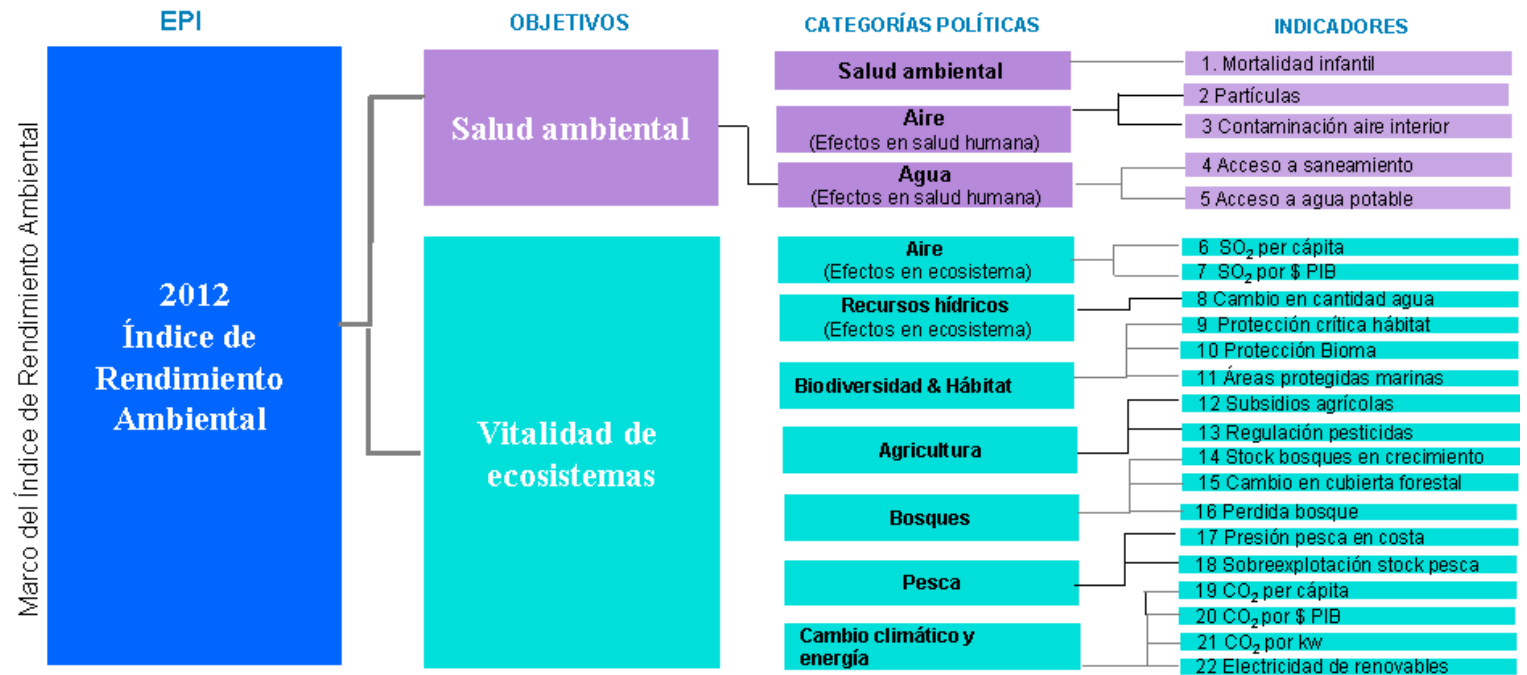 EPI
OBJETIVOS
CATEGORÍAS POLÍTICAS
INDICADORES
Marco del Índice de Rendimiento Ambiental
2012
Índice de
Rendimiento
Ambiental
Salud ambiental
Vitalidad de
ecosistemas
Salud ambiental
Aire
(Efectos en salud humana)
Agua
(Efectos en salud humana)
Aire
(Efectos en ecosistema)
Recursos hídricos
(Efectos en ecosistema)
Biodiversidad & Hábitat
Agricultura
Bosques
Pesca
Cambio climático y
energía
1. Mortalidad infantil
2 Partículas
3 Contaminación aire interior
4 Acceso a saneamiento
5 Acceso a agua potable
6 SO₂ per cápita
7 SO₂ por $ PIB
8 Cambio en cantidad agua
9 Protección crítica hábitat
10 Protección Bioma
11 Áreas protegidas marinas
12 Subsidios agrícolas
13 Regulación pesticidas
14 Stock bosques en crecimiento
15 Cambio en cubierta forestal
16 Perdida bosque
17 Presión pesca en costa
18 Sobreexplotación stock pesca
19 CO₂ per cápita
20 CO₂ por $ PIB
21 CO₂ por kw
22 Electricidad de renovables